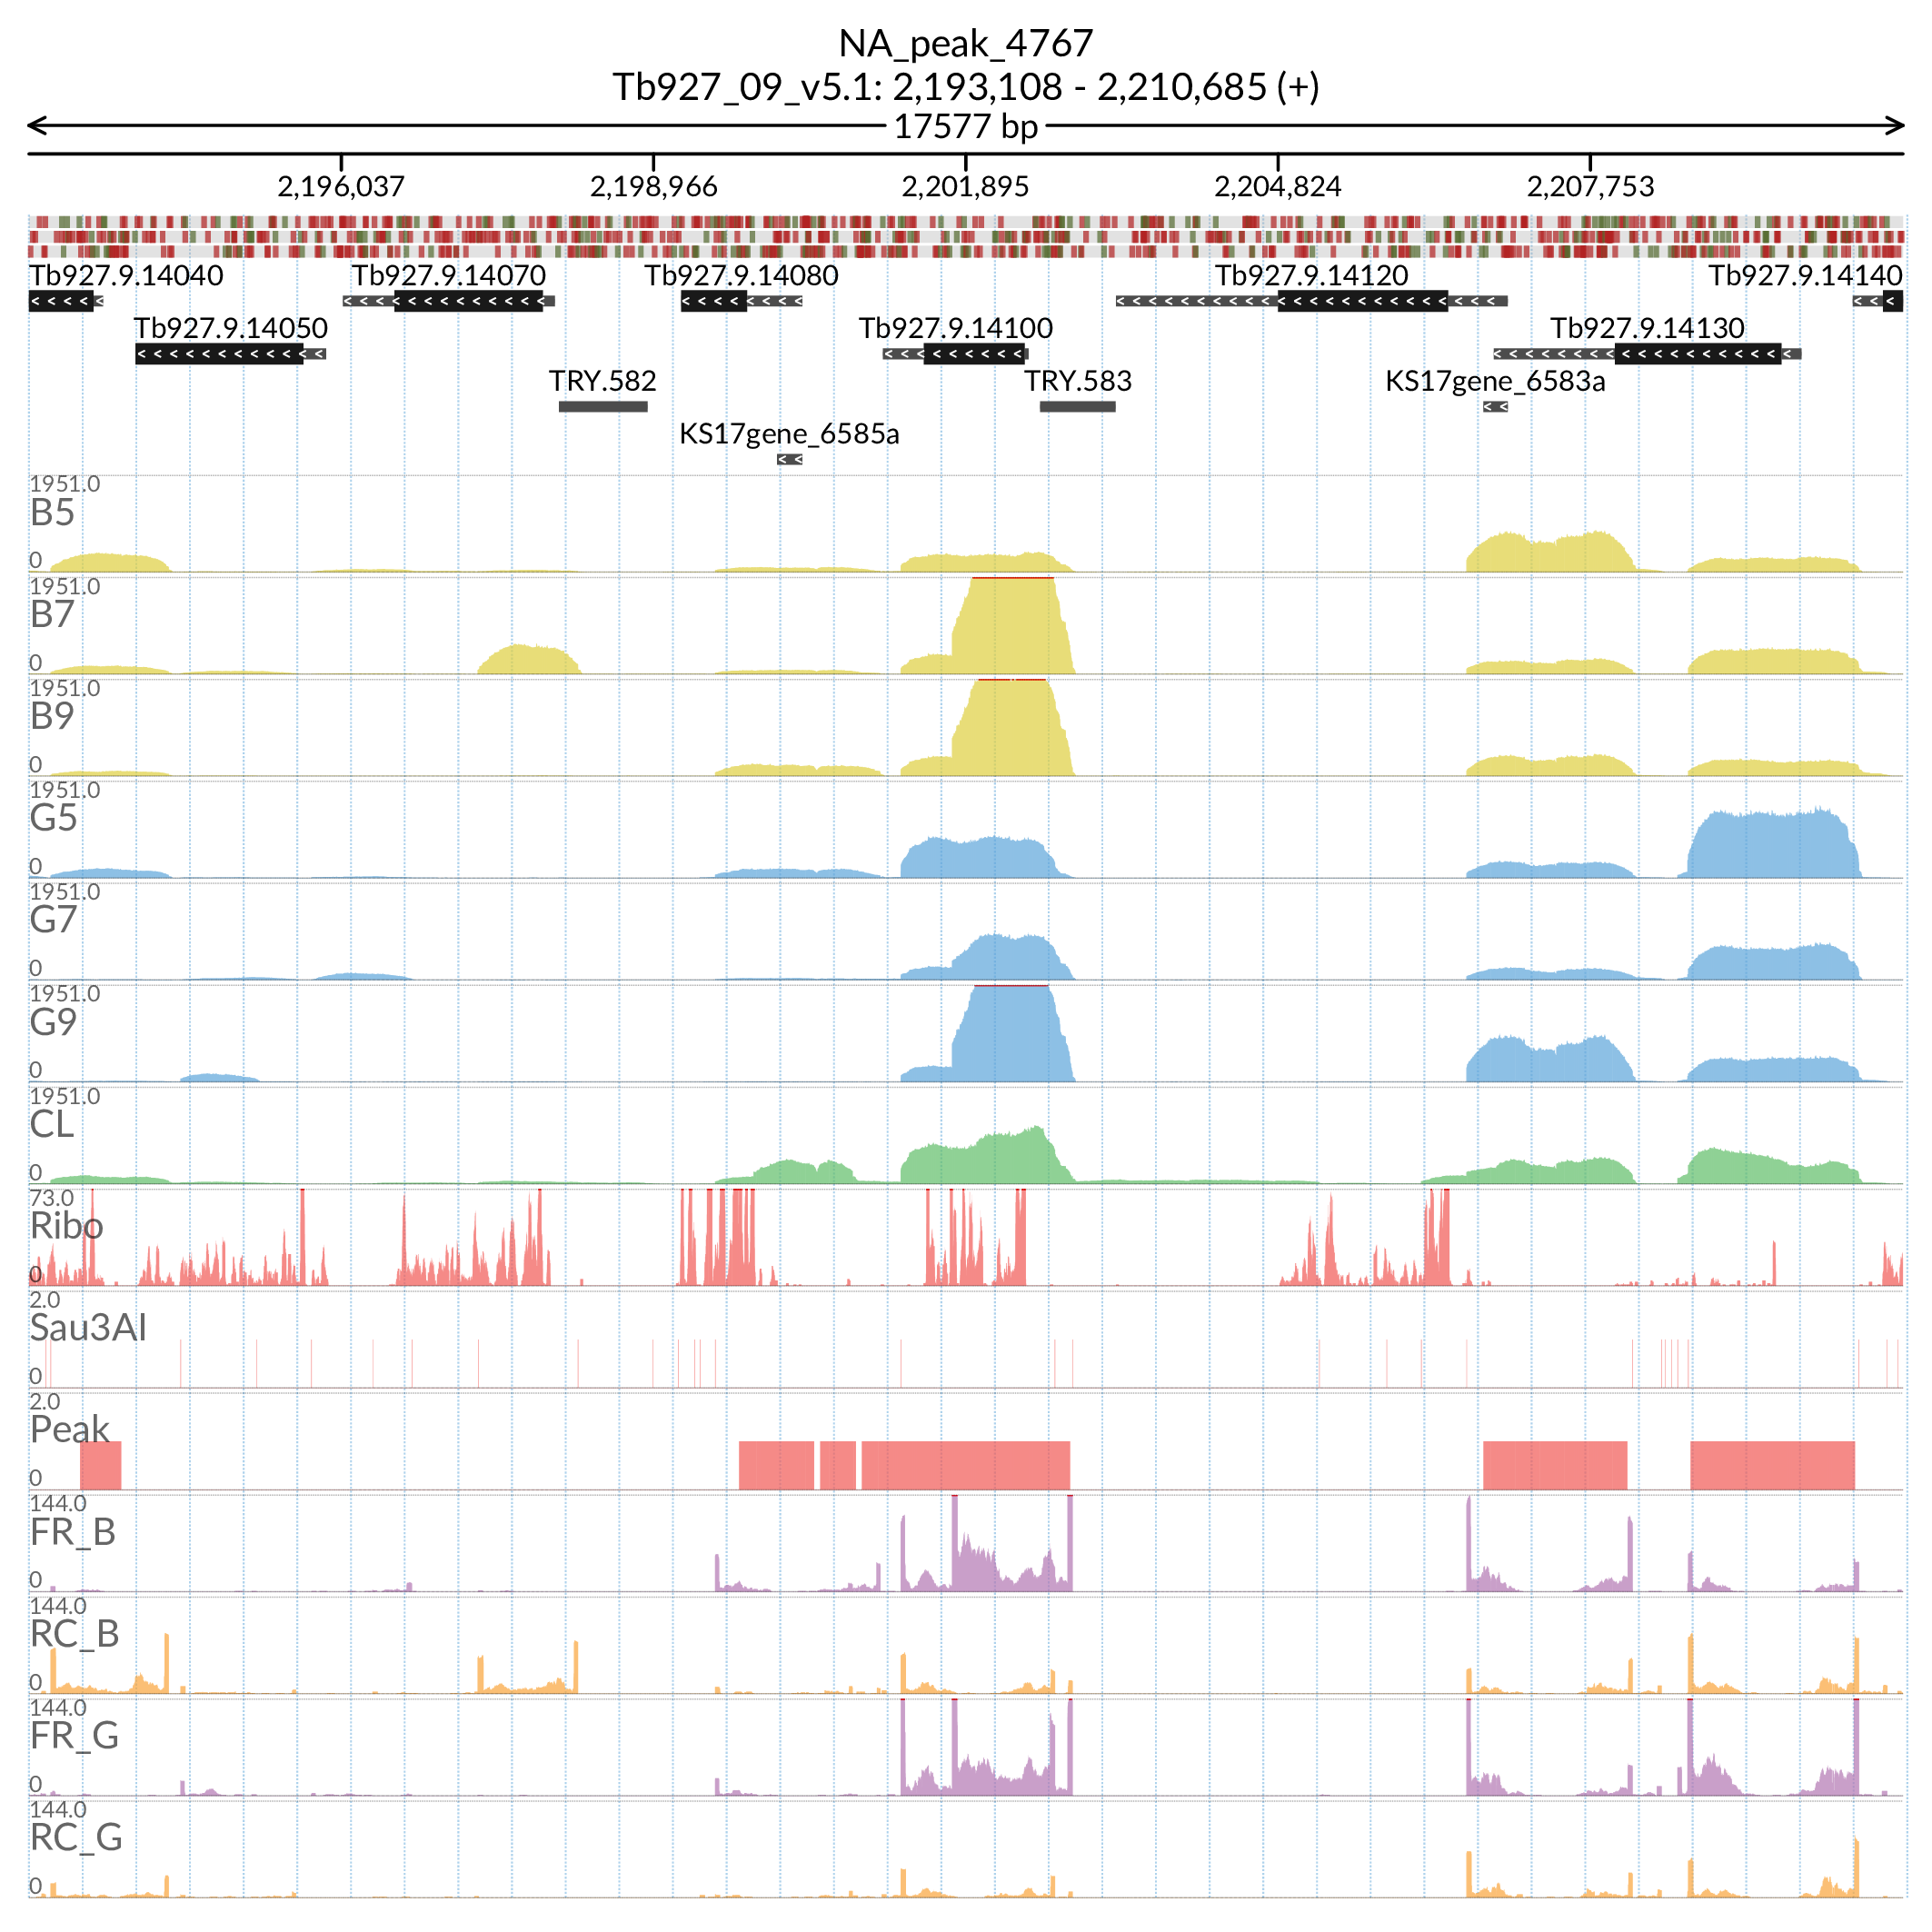 NA_peak_4767
Tb927_09_v5.1: 2,193,108 - 2,210,685 (+)
17577 bp
2,196,037 2,198,966 2,201,895 2,204,824 2,207,753
Tb927.9.14040 Tb927.9.14070 Tb927.9.14080 Tb927.9.14120 Tb927.9.14140
Tb927.9.14050 Tb927.9.14100 Tb927.9.14130
TRY.582 TRY.583 KS17gene_6583a
KS17gene_6585a
1951.0
B5
0
1951.0
B7
0
1951.0
B9
0
1951.0
G5
0
1951.0
G7
0
1951.0
G9
0
1951.0
CL
0
73.0
Ribo
0
2.0
Sau3AI
0
2.0
Peak
0
144.0
FR_B
0
144.0
RC_B
0
144.0
FR_G
0
144.0
RC_G
0